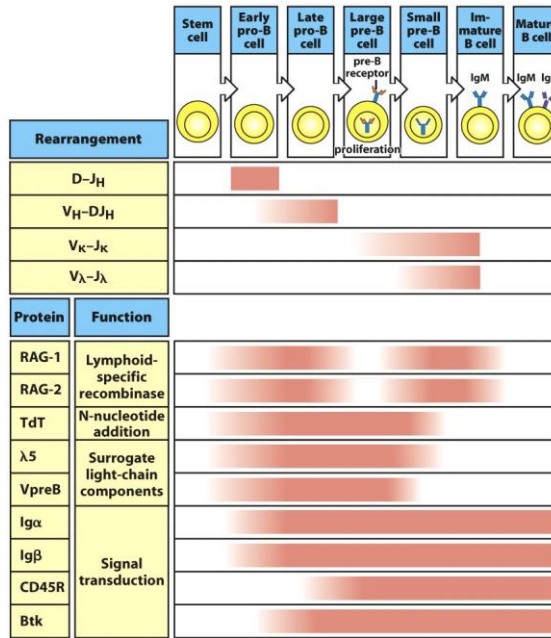 Stem cell
Early pro-B cell
Late pro-B cell
Large pre-B cell
Small pre-B cell
Im-mature B cell
Mature B cell
pre-B receptor
IgM
IgM
proliferation
Rearrangement
D–JH
VH–DJH
Vκ–Jκ
Vλ–Jλ
Protein
Function
RAG-1
RAG-2
Lymphoid-
specific
recombinase
TdT
N-nucleotide
addition
λ5
VpreB
Surrogate
light-chain
components
Igα
Igβ
CD45R
Btk
Signal
transduction